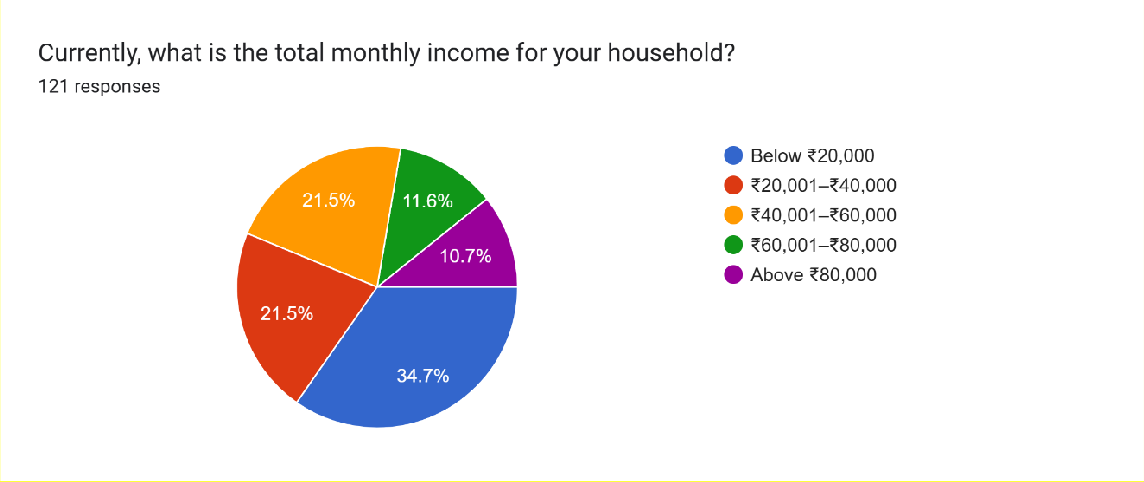 Currently, what is the total monthly income for your household?
121 responses
21.5%
11.6%
10.7%
21.5%
34.7%
Below ₹20,000
₹20,001–₹40,000
₹40,001–₹60,000
₹60,001–₹80,000
Above ₹80,000